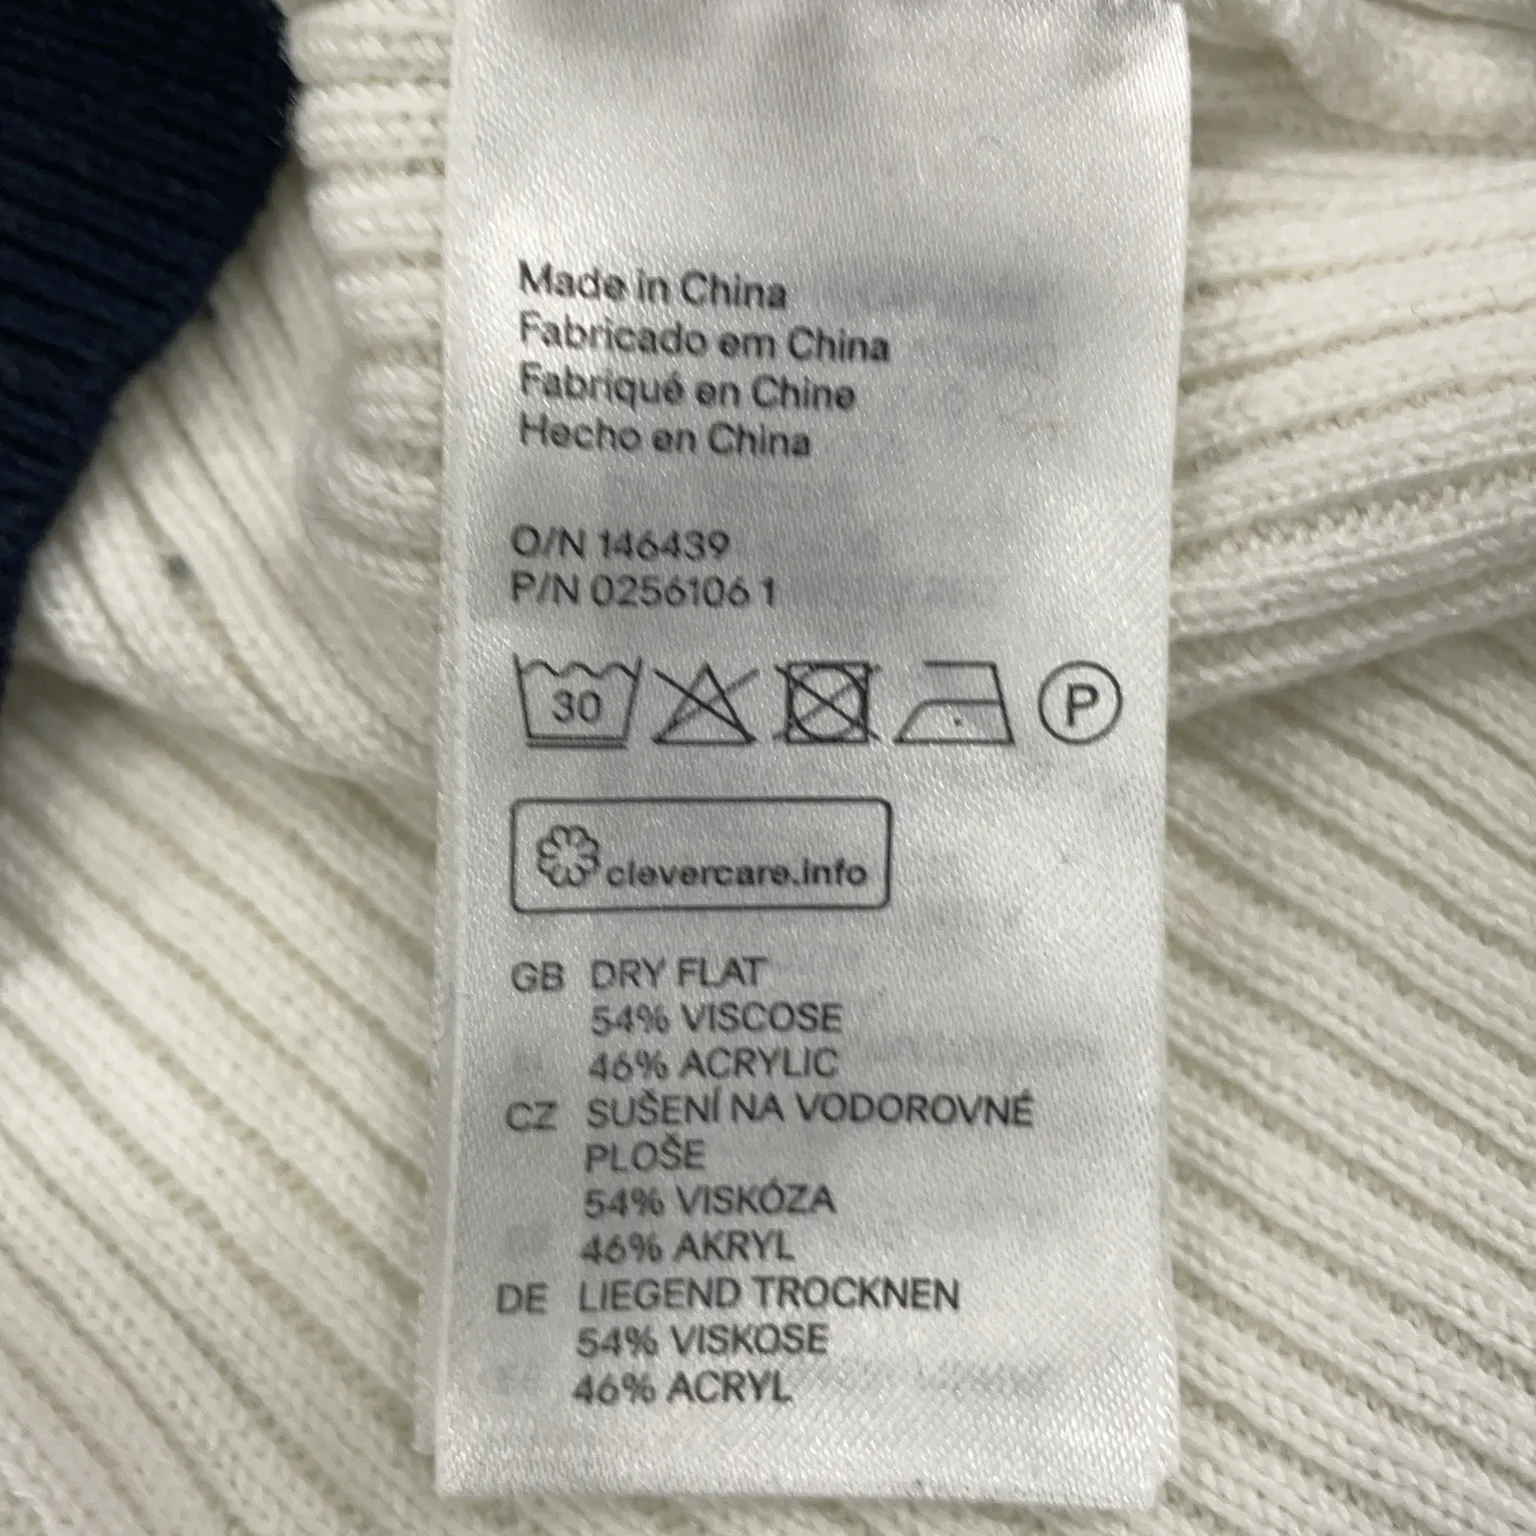 Made in China
Fabricado em China
Fabriqué en Chine
Hecho en China
O/N 146439
P/N 0256106 1
30
P
clevercare.info
GB DRY FLAT
54% VISCOSE
46% ACRYLIC
CZ SUŠENÍ NA VODOROVNÉ
PLOŠE
54% VISKÓZA
46% AKRYL
DE LIEGEND TROCKNEN
54% VISKOSE
46% ACRYL